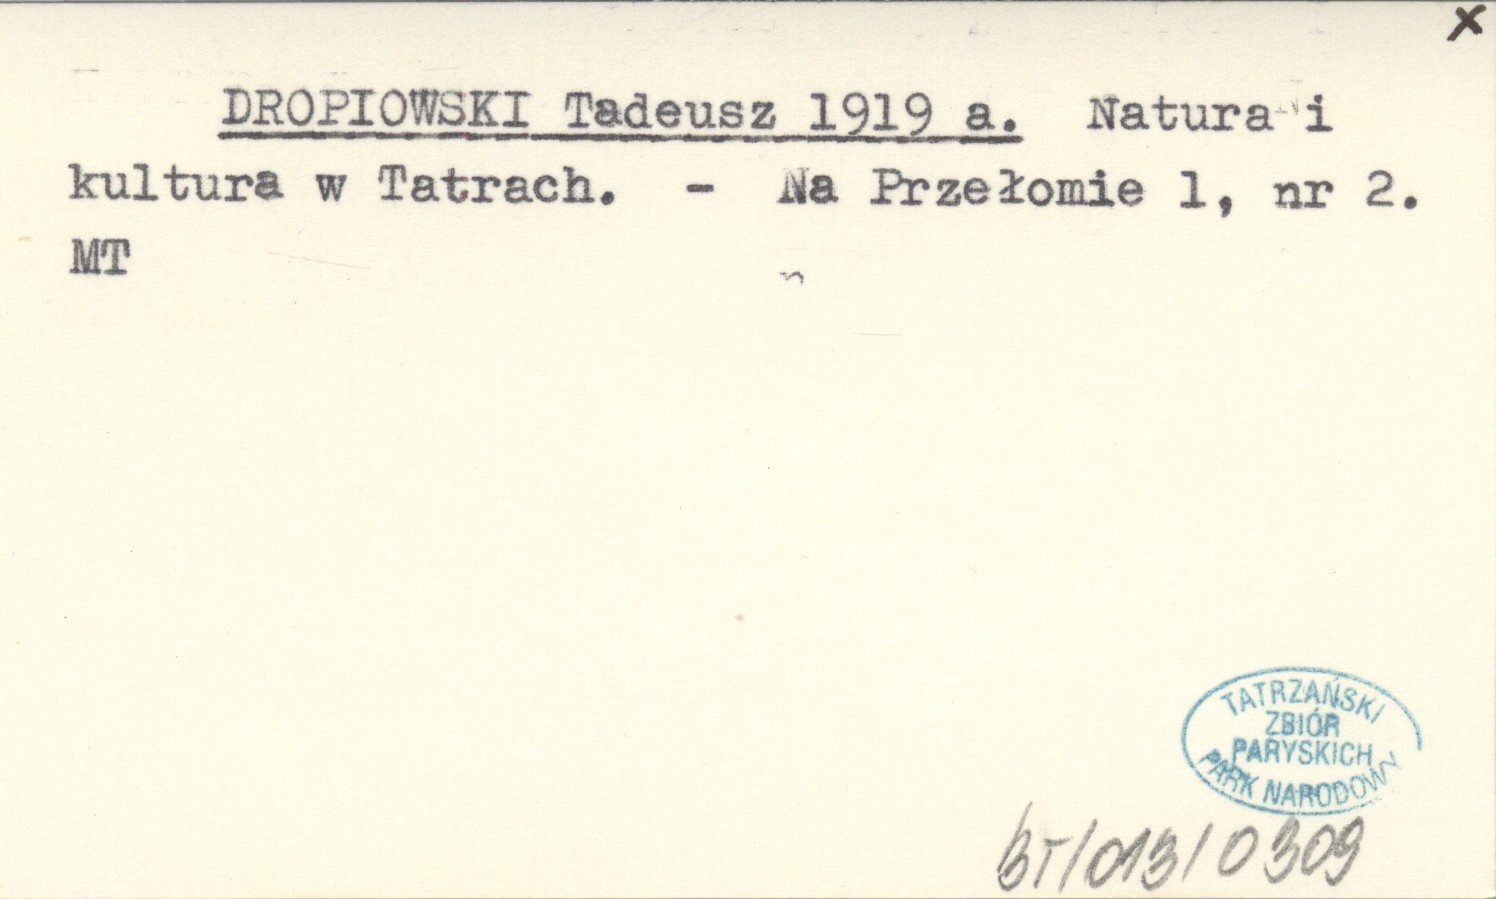 x
DROPIOWSKI Tadeusz 1919 a. Natura i
kultura w Tatrach. - Na Przełomie 1, nr 2.
MT
TATRZAŃSKI
ZBIÓR
PARYSKICH
PARK NARODOWY
BT/013/0309